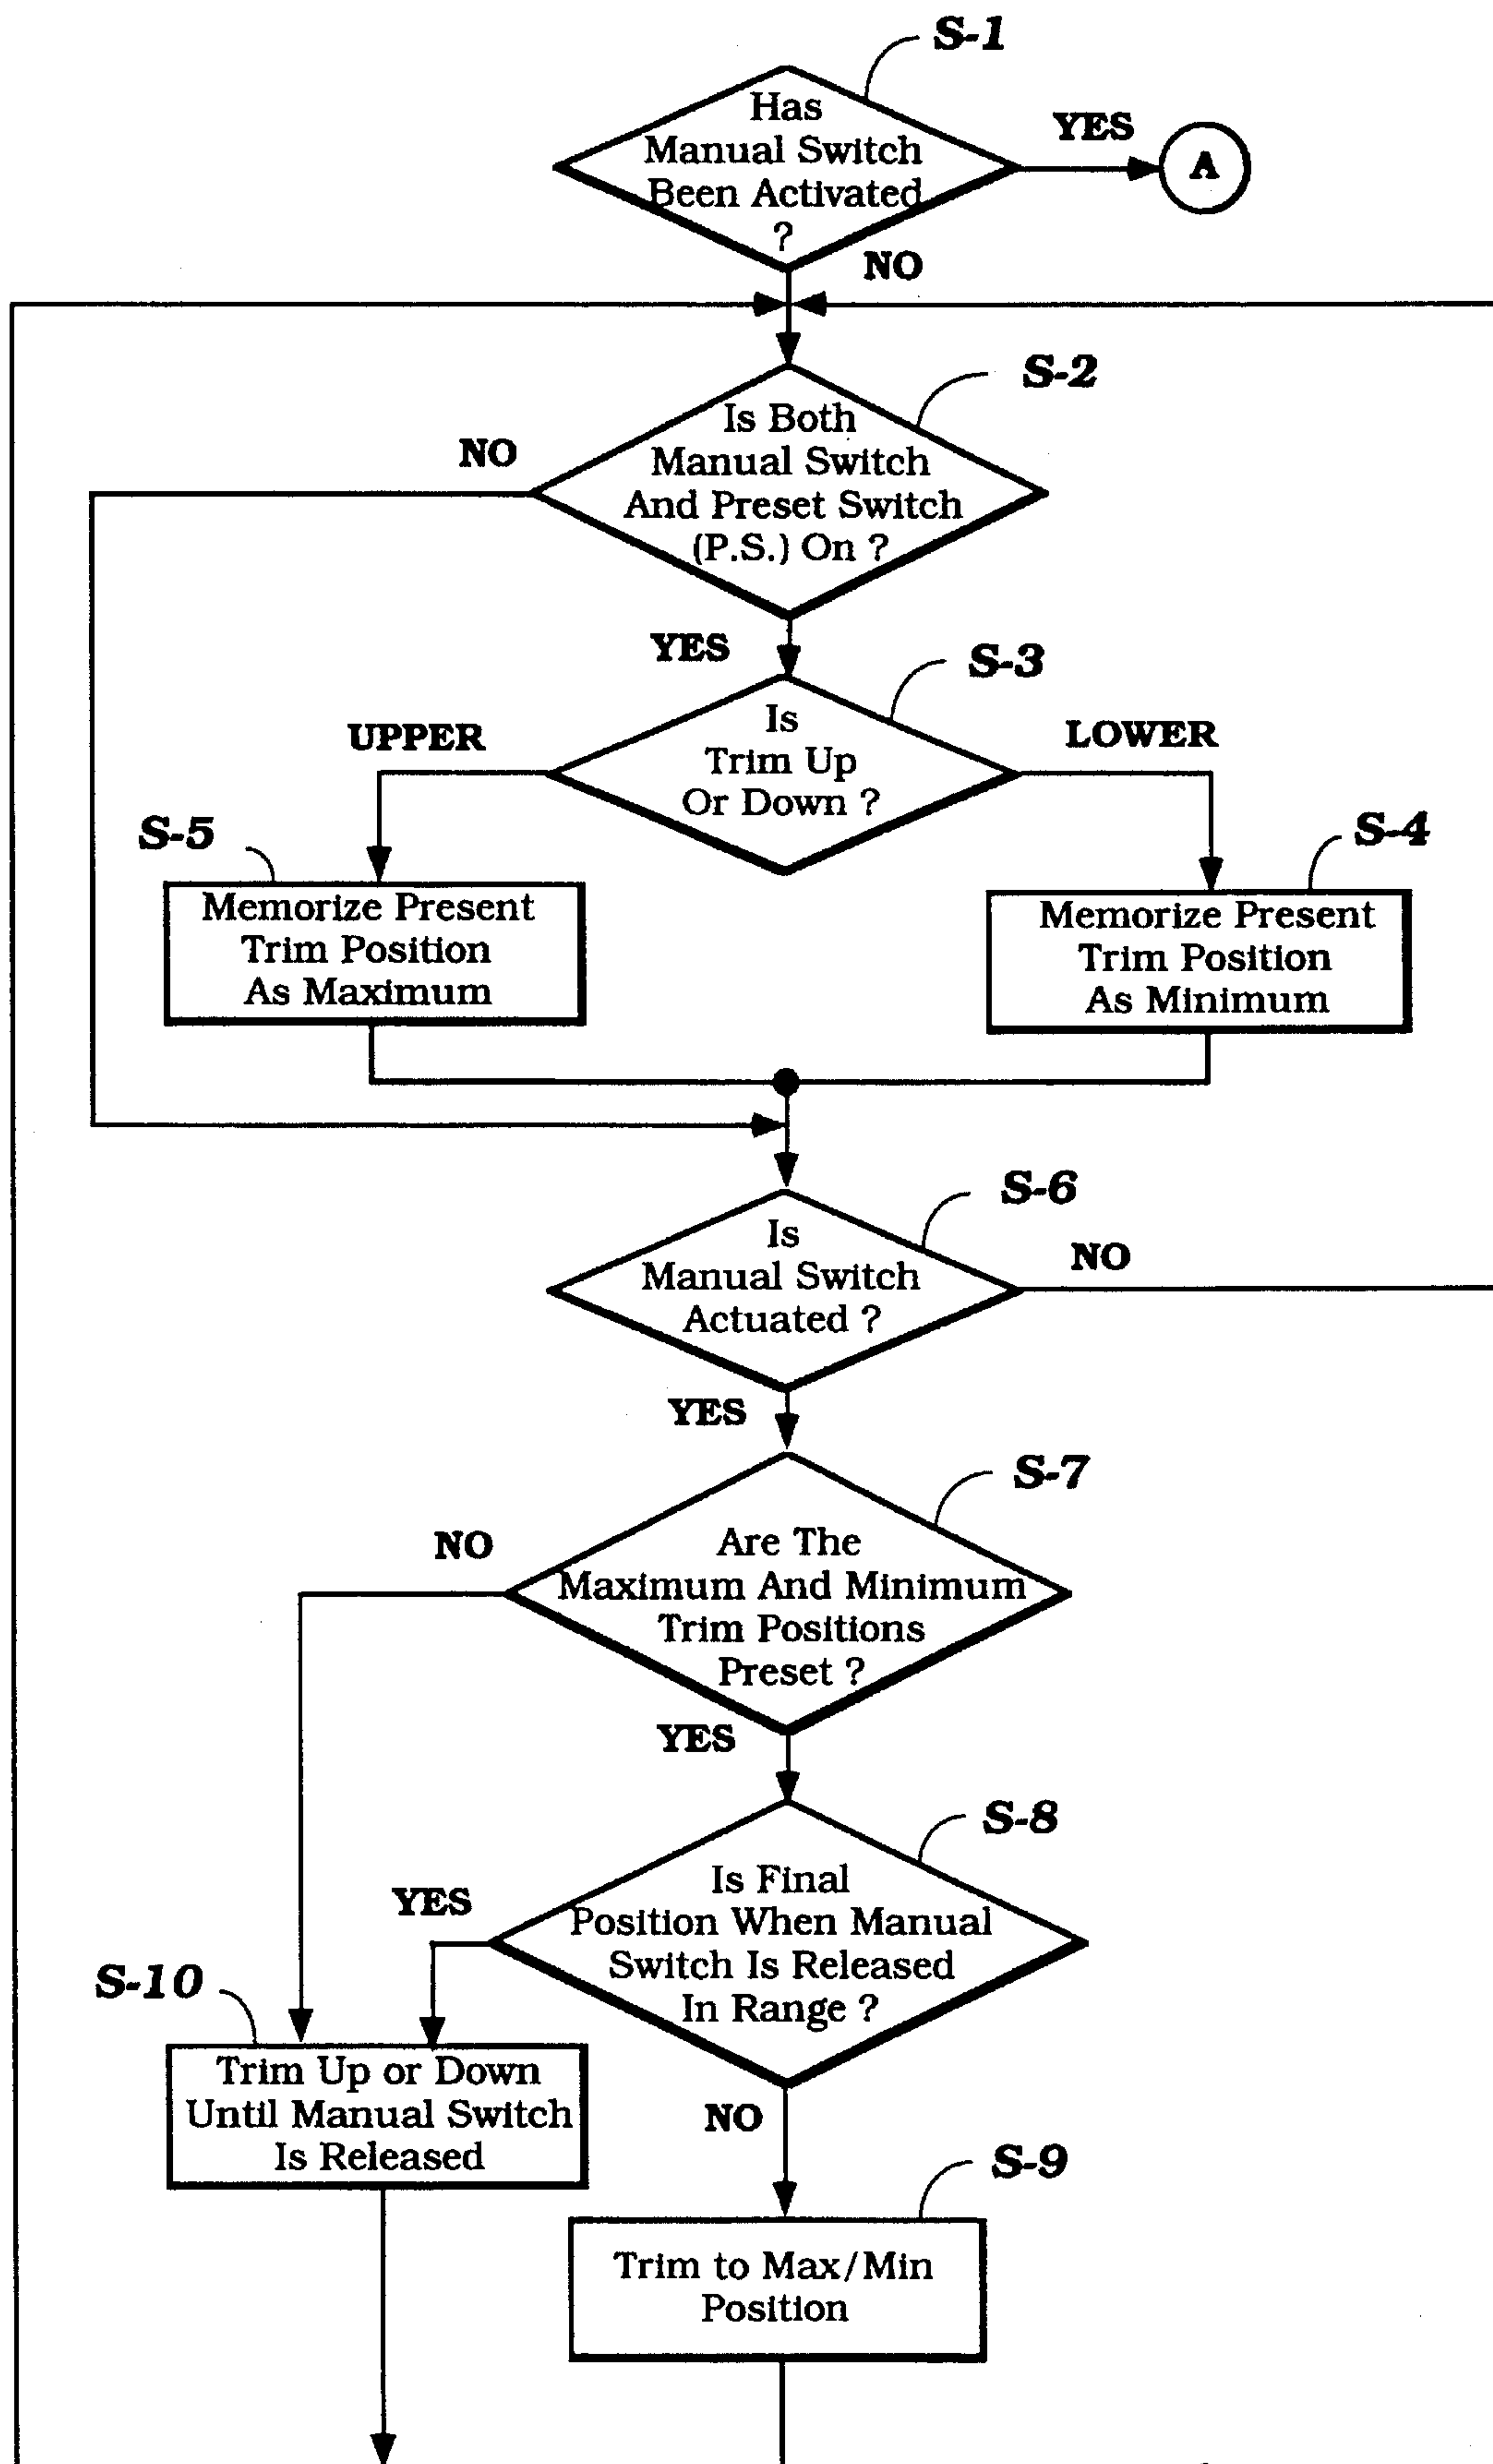 S-1
Has
Manual Switch
Been Activated
?
YES
A
NO
S-2
Is Both
Manual Switch
And Preset Switch
(P.S.) On ?
NO
YES
S-3
Is
Trim Up
Or Down ?
UPPER
LOWER
S-5
Memorize Present
Trim Position
As Maximum
S-4
Memorize Present
Trim Position
As Minimum
S-6
Is
Manual Switch
Actuated ?
NO
YES
S-7
Are The
Maximum And Minimum
Trim Positions
Preset ?
NO
YES
S-8
Is Final
Position When Manual
Switch Is Released
In Range ?
YES
NO
S-10
Trim Up or Down
Until Manual Switch
Is Released
S-9
Trim to Max/Min
Position